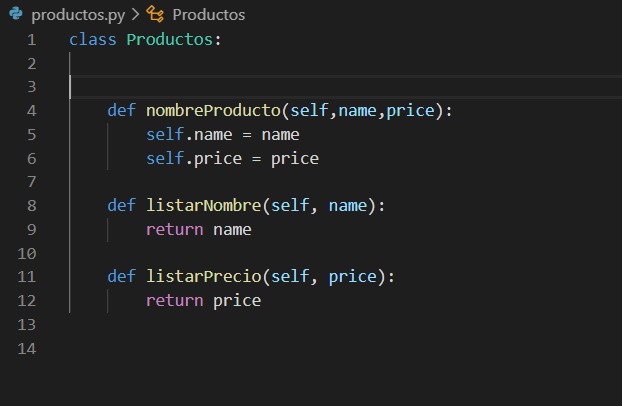 productos.py > Productos
1 class Productos:
2
3
4 def nombreProducto(self,name,price):
5 self.name = name
6 self.price = price
7
8 def listarNombre(self, name):
9 return name
10
11 def listarPrecio(self, price):
12 return price
13
14